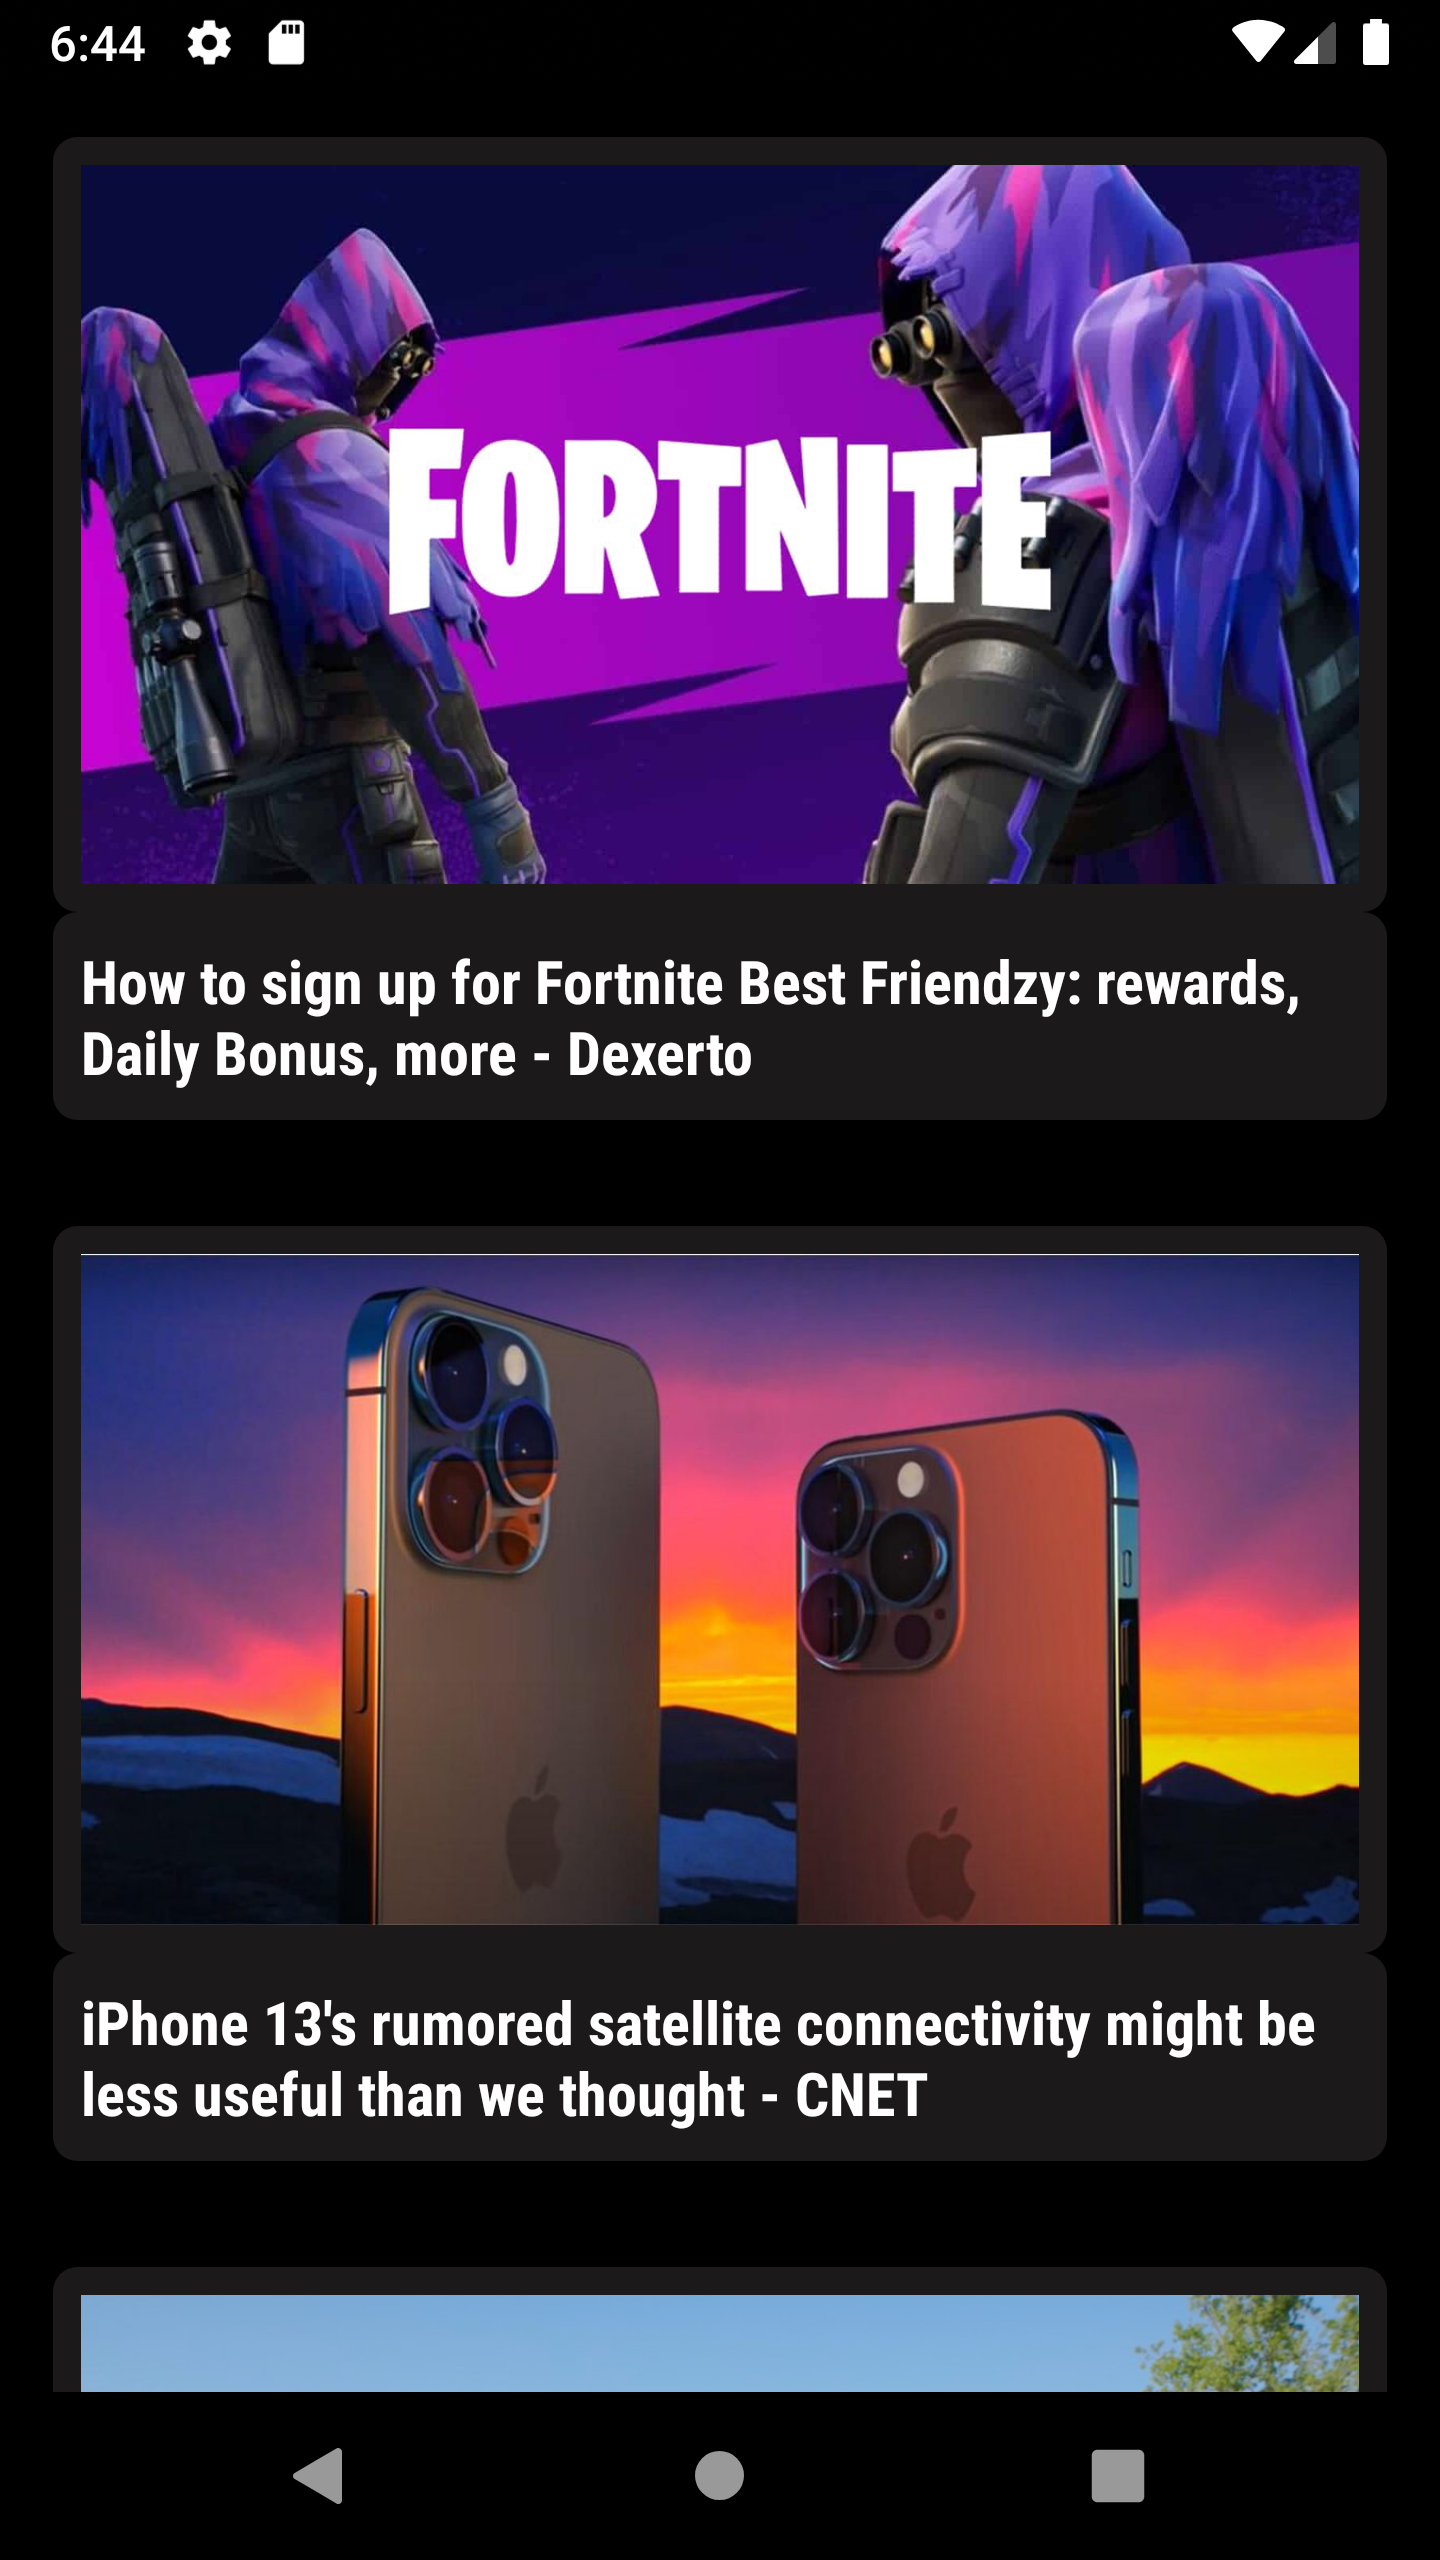 6:44
FORTNITE
How to sign up for Fortnite Best Friendzy: rewards,
Daily Bonus, more - Dexerto
iPhone 13's rumored satellite connectivity might be
less useful than we thought - CNET